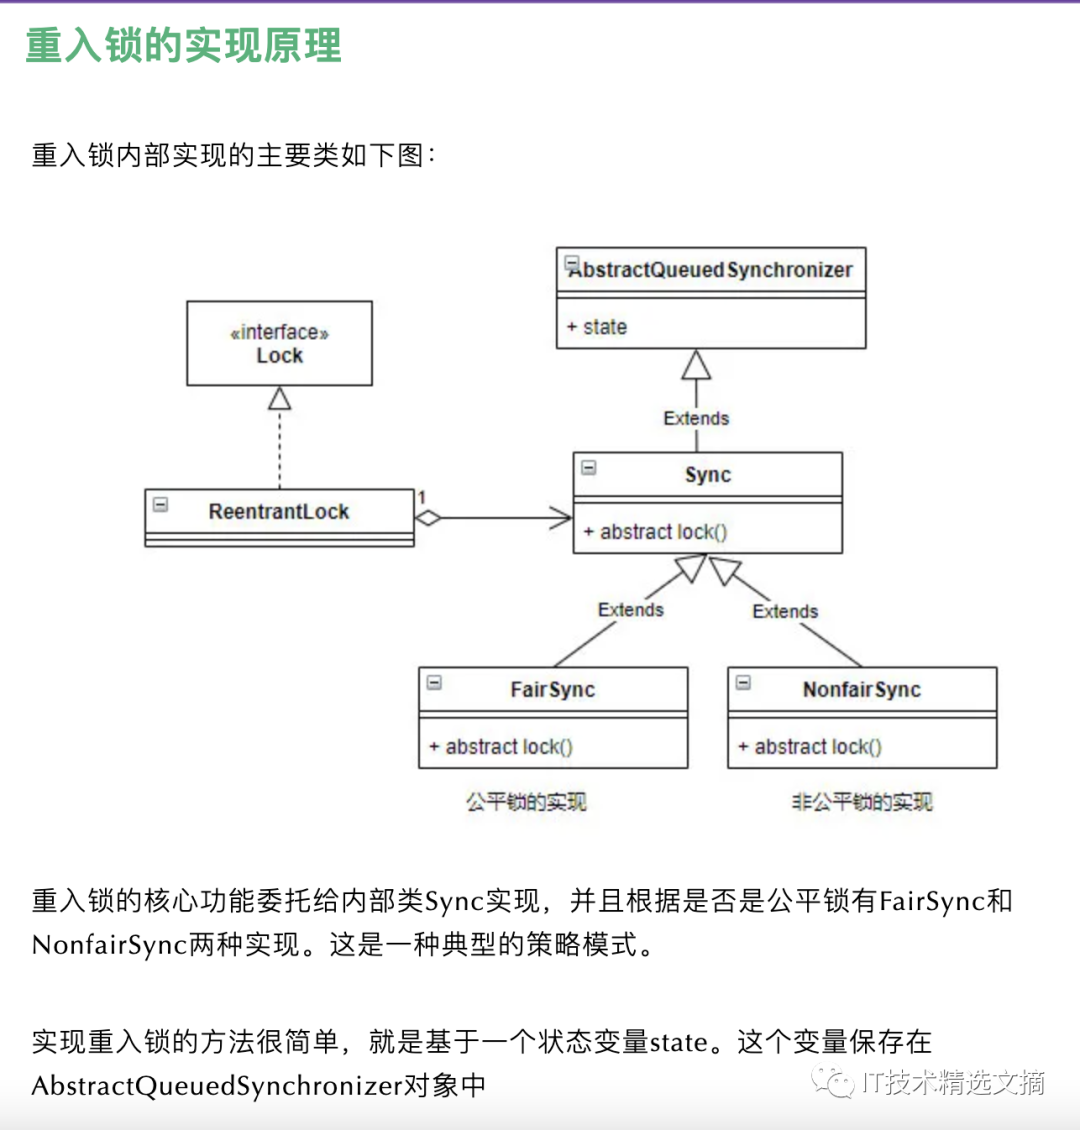 重入锁的实现原理
重入锁内部实现的主要类如下图：
AbstractQueuedSynchronizer
+ state
«interface»
Lock
Extends
Sync
+ abstract lock()
ReentrantLock
1
Extends
Extends
FairSync
+ abstract lock()
NonfairSync
+ abstract lock()
公平锁的实现
非公平锁的实现
重入锁的核心功能委托给内部类Sync实现，并且根据是否是公平锁有FairSync和
NonfairSync两种实现。这是一种典型的策略模式。
实现重入锁的方法很简单，就是基于一个状态变量state。这个变量保存在
AbstractQueuedSynchronizer对象中
IT技术精选文摘